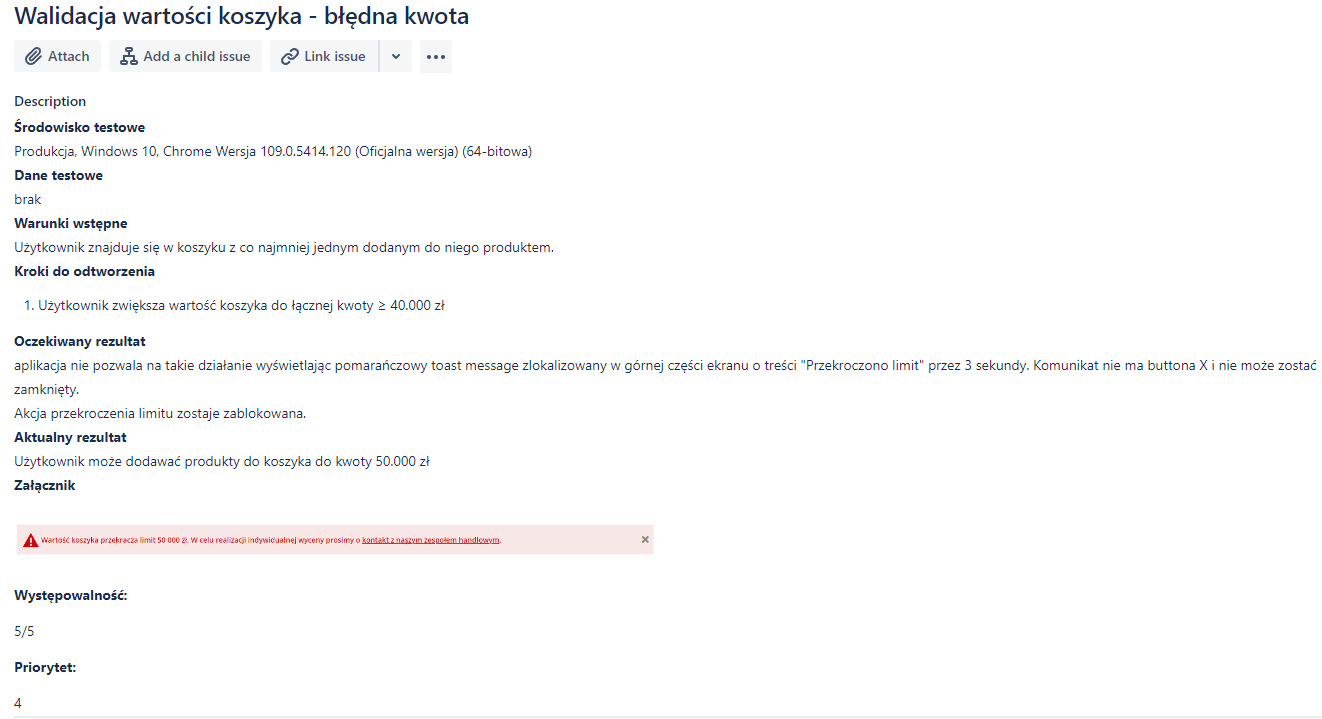 Walidacja wartości koszyka - błędna kwota
Attach
Add a child issue
Link issue
Description
Środowisko testowe
Produkcja, Windows 10, Chrome Wersja 109.0.5414.120 (Oficjalna wersja) (64-bitowa)
Dane testowe
brak
Warunki wstępne
Użytkownik znajduje się w koszyku z co najmniej jednym dodanym do niego produktem.
Kroki do odtworzenia
1. Użytkownik zwiększa wartość koszyka do łącznej kwoty ≥ 40.000 zł
Oczekiwany rezultat
aplikacja nie pozwala na takie działanie wyświetlając pomarańczowy toast message zlokalizowany w górnej części ekranu o treści "Przekroczono limit" przez 3 sekundy. Komunikat nie ma buttona X i nie może zostać
zamknięty.
Akcja przekroczenia limitu zostaje zablokowana.
Aktualny rezultat
Użytkownik może dodawać produkty do koszyka do kwoty 50.000 zł
Załącznik
Wartość koszyka przekracza limit 50 000 zł. W celu realizacji indywidualnej wyceny prosimy o kontakt z naszym zespołem handlowym.
Występowalność:
5/5
Priorytet:
4